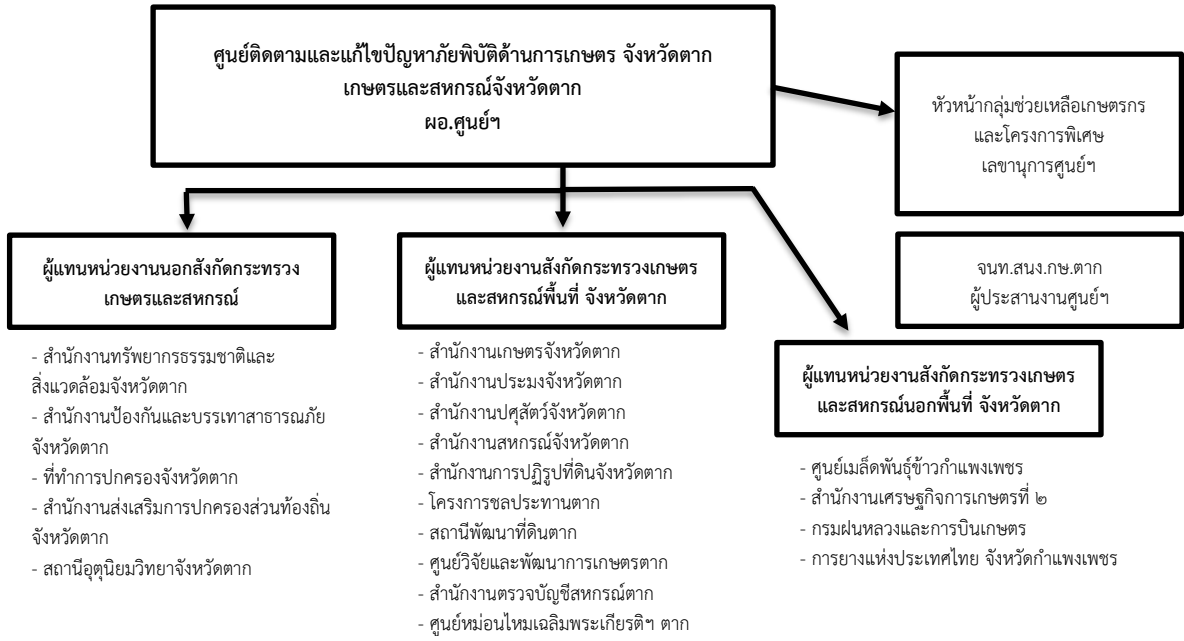 ศูนย์ติดตามและแก้ไขปัญหาภัยพิบัติด้านการเกษตร จังหวัดตาก
เกษตรและสหกรณ์จังหวัดตาก
ผอ.ศูนย์ฯ
หัวหน้ากลุ่มช่วยเหลือเกษตรกร
และโครงการพิเศษ
เลขานุการศูนย์ฯ
จนท.สนง.กษ.ตาก
ผู้ประสานงานศูนย์ฯ
ผู้แทนหน่วยงานนอกสังกัดกระทรวง
เกษตรและสหกรณ์
- สำนักงานทรัพยากรธรรมชาติและ
สิ่งแวดล้อมจังหวัดตาก
- สำนักงานป้องกันและบรรเทาสาธารณภัย
จังหวัดตาก
- ที่ทำการปกครองจังหวัดตาก
- สำนักงานส่งเสริมการปกครองส่วนท้องถิ่น
จังหวัดตาก
- สถานีอุตุนิยมวิทยาจังหวัดตาก
ผู้แทนหน่วยงานสังกัดกระทรวงเกษตร
และสหกรณ์พื้นที่ จังหวัดตาก
- สำนักงานเกษตรจังหวัดตาก
- สำนักงานประมงจังหวัดตาก
- สำนักงานปศุสัตว์จังหวัดตาก
- สำนักงานสหกรณ์จังหวัดตาก
- สำนักงานการปฏิรูปที่ดินจังหวัดตาก
- โครงการชลประทานตาก
- สถานีพัฒนาที่ดินตาก
- ศูนย์วิจัยและพัฒนาการเกษตรตาก
- สำนักงานตรวจบัญชีสหกรณ์ตาก
- ศูนย์หม่อนไหมเฉลิมพระเกียรติฯ ตาก
ผู้แทนหน่วยงานสังกัดกระทรวงเกษตร
และสหกรณ์นอกพื้นที่ จังหวัดตาก
- ศูนย์เมล็ดพันธุ์ข้าวกำแพงเพชร
- สำนักงานเศรษฐกิจการเกษตรที่ ๒
- กรมฝนหลวงและการบินเกษตร
- การยางแห่งประเทศไทย จังหวัดกำแพงเพชร